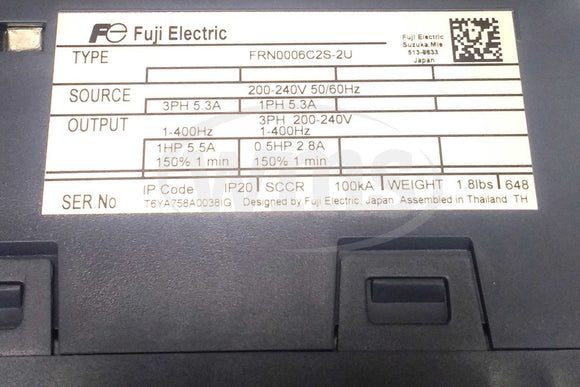 Fe Fuji Electric
Fuji Electric
Suzuka,Mie
513-8633
Japan
TYPE FRN0006C2S-2U
SOURCE 200-240V 50/60Hz
3PH 5.3A 1PH 5.3A
OUTPUT 3PH 200-240V
1-400Hz 1-400Hz
1HP 5.5A 0.5HP 2.8A
150% 1 min 150% 1 min
IP Code IP20 SCCR 100kA WEIGHT 1.8lbs 648
SER.No T6YA758A0038IG Designed by Fuji Electric, Japan Assembled in Thailand TH